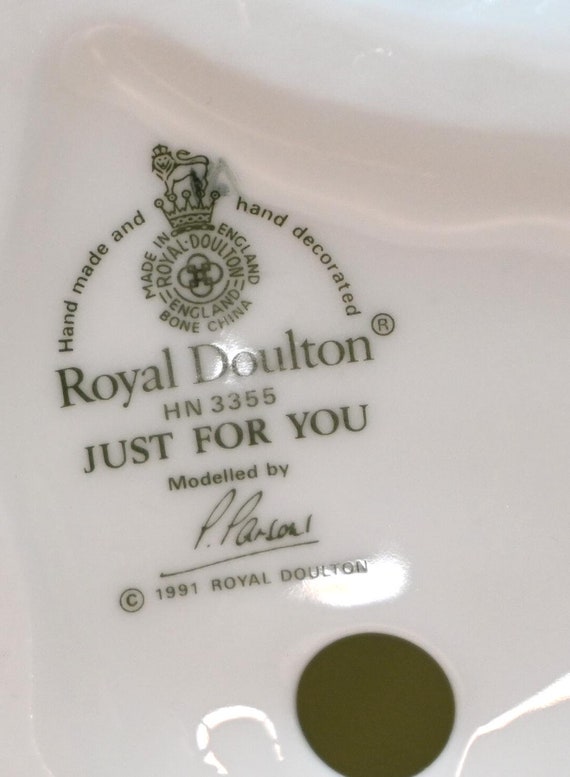 Hand made and hand decorated
MADE IN ENGLAND
ROYAL·DOULTON
ENGLAND
BONE CHINA
Royal Doulton®
HN 3355
JUST FOR YOU
Modelled by
P. Parsons
© 1991 ROYAL DOULTON